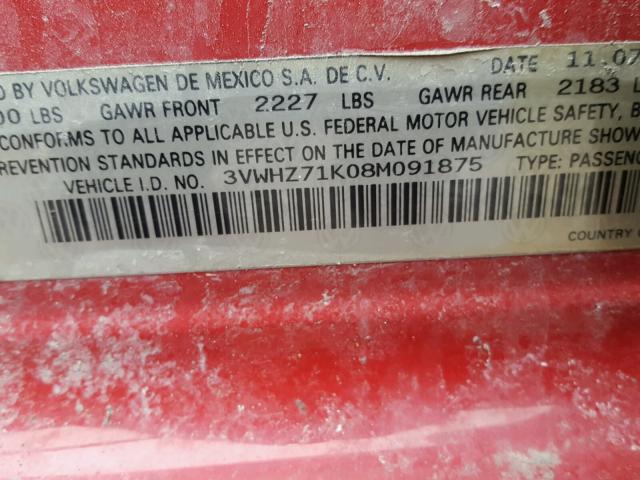 D BY VOLKSWAGEN DE MEXICO S.A. DE C.V. DATE 11.07
00 LBS GAWR FRONT 2227 LBS GAWR REAR 2183 L
CONFORMS TO ALL APPLICABLE U.S. FEDERAL MOTOR VEHICLE SAFETY, B
PREVENTION STANDARDS IN EFFECT ON THE DATE OF MANUFACTURE SHOW
VEHICLE I.D. NO. 3VWHZ71K08M091875 TYPE: PASSEN
COUNTRY